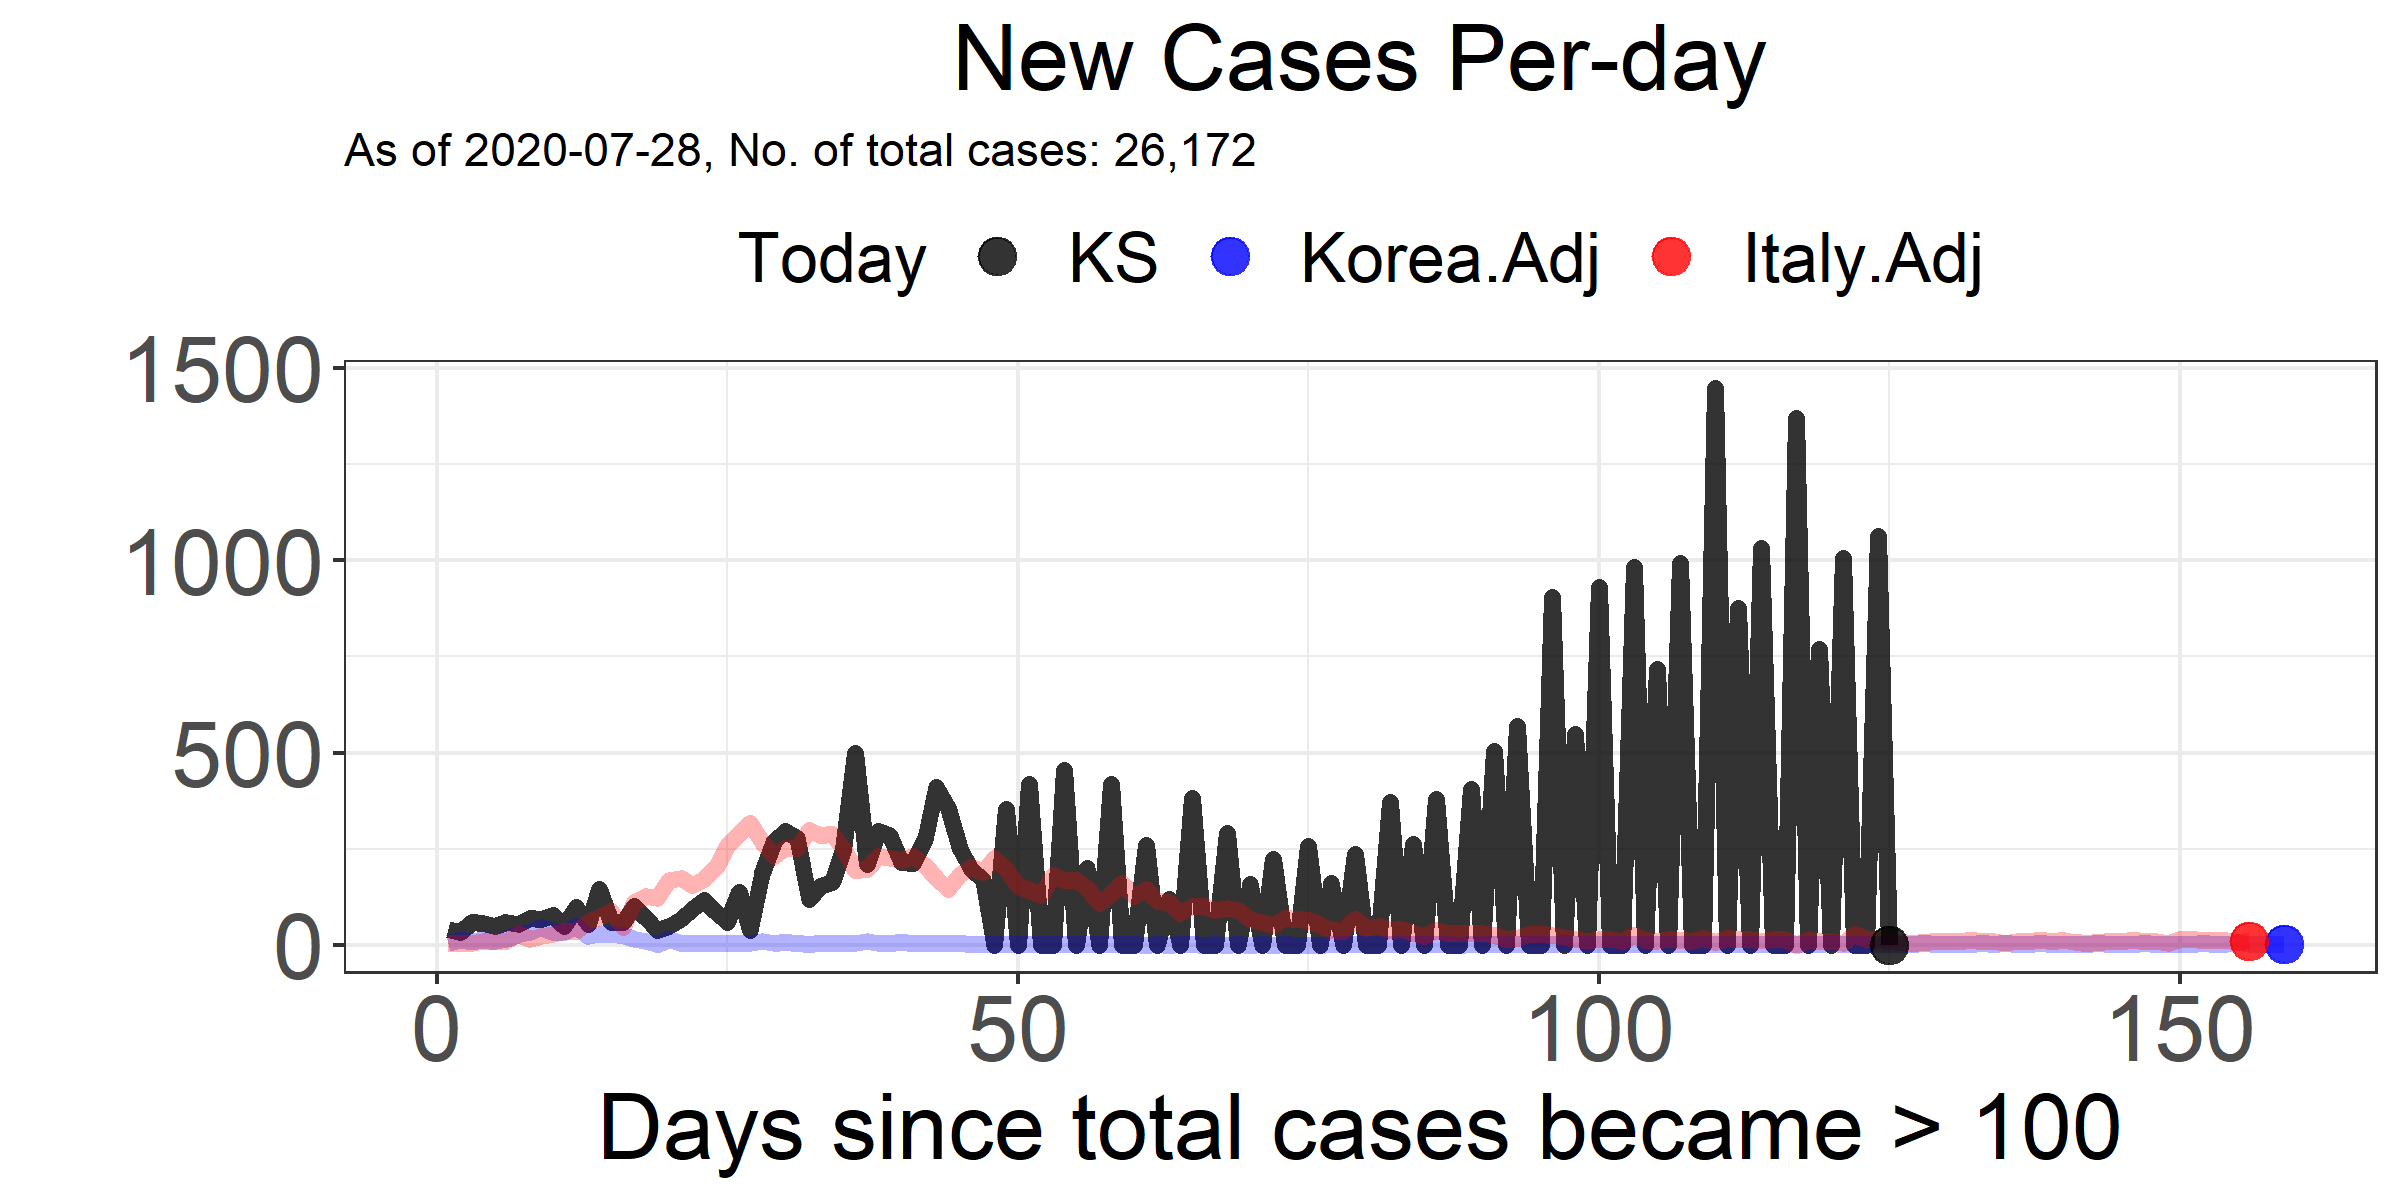 New Cases Per-day
As of 2020-07-28, No. of total cases: 26,172
Today KS Korea.Adj Italy.Adj
1500
1000
500
0
0 50 100 150
Days since total cases became > 100